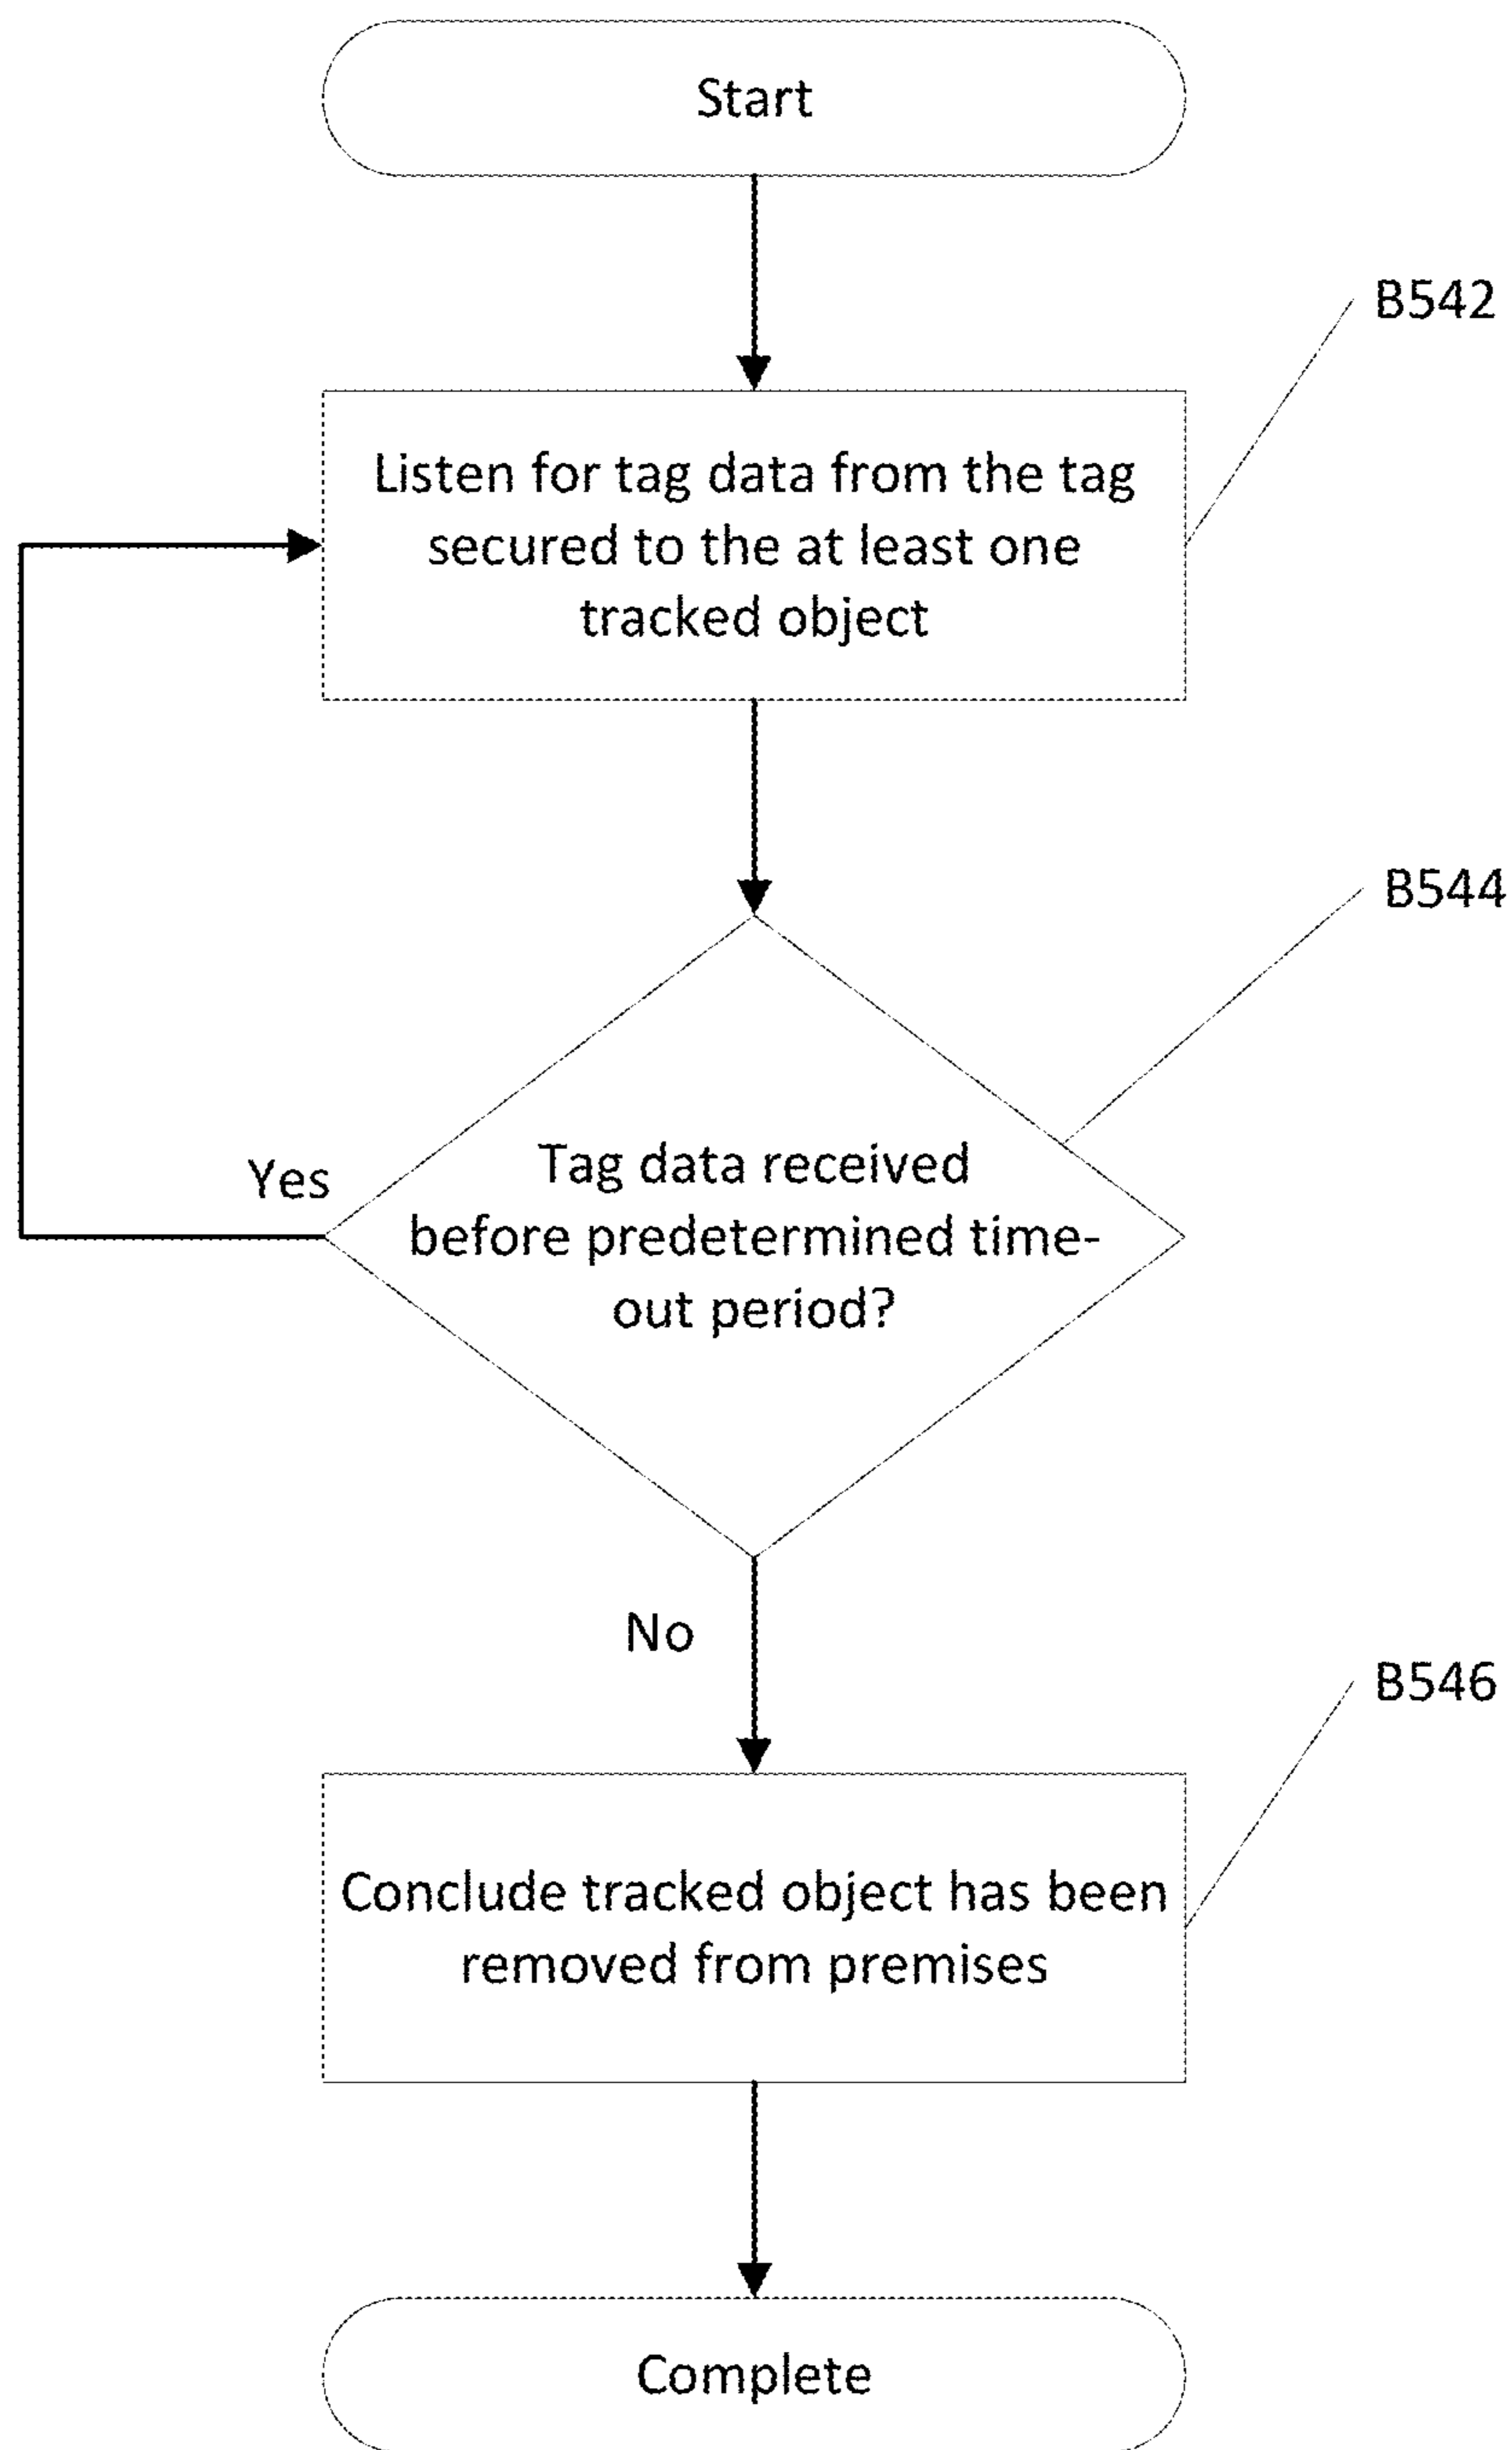 Start
B542
Listen for tag data from the tag
secured to the at least one
tracked object
B544
Yes
Tag data received
before predetermined time-
out period?
No
B546
Conclude tracked object has been
removed from premises
Complete